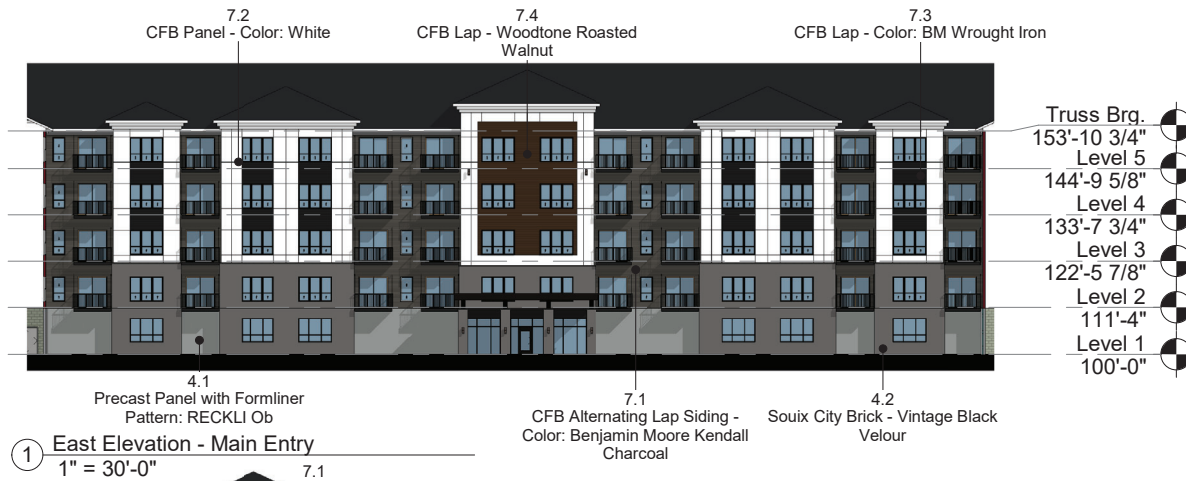 7.2
CFB Panel - Color: White
7.4
CFB Lap - Woodtone Roasted
Walnut
7.3
CFB Lap - Color: BM Wrought Iron
Truss Brg.
153'-10 3/4"
Level 5
144'-9 5/8"
Level 4
133'-7 3/4"
Level 3
122'-5 7/8"
Level 2
111'-4"
Level 1
100'-0"
4.1
Precast Panel with Formliner
Pattern: RECKLI Ob
7.1
CFB Alternating Lap Siding -
Color: Benjamin Moore Kendall
Charcoal
4.2
Souix City Brick - Vintage Black
Velour
1
East Elevation - Main Entry
1" = 30'-0"
7.1